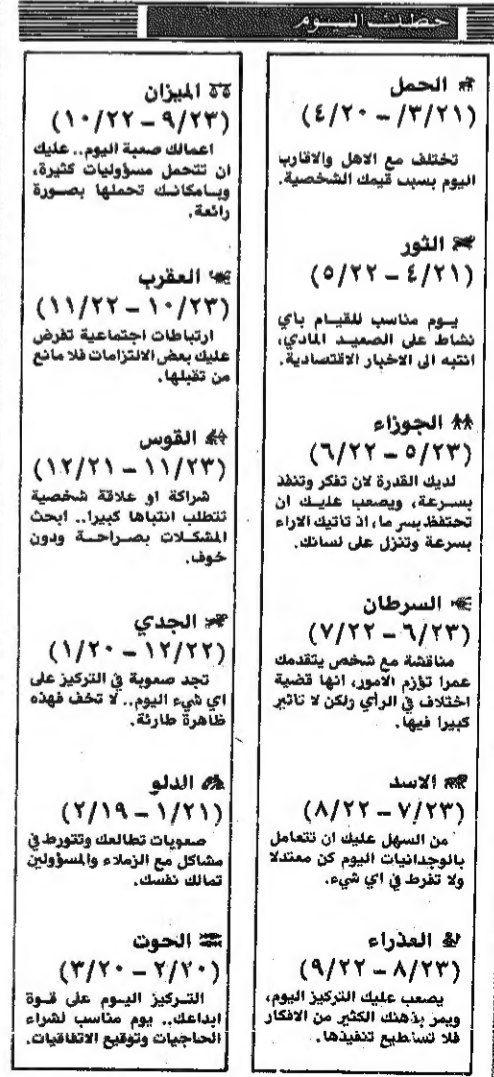 حظك اليوم
الحمل
(٣/٢١/ – ٤/٢٠)
تختلف مع الاهل والاقارب
اليوم بسبب قيمك الشخصية.
الثور
(٤/٢١ – ٥/٢٢)
يوم مناسب للقيام باي
نشاط على الصعيد المادي،
انتبه الى الاخبار الاقتصادية.
الجوزاء
(٥/٢٣ – ٦/٢٢)
لديك القدرة لان تفكر وتنفذ
بسرعة، ويصعب عليك ان
تحتفظ بسر ما، اذ تاتيك الاراء
بسرعة وتنزل على لسانك.
السرطان
(٦/٢٣ – ٧/٢٢)
مناقشة مع شخص يتقدمك
عمرا تؤزم الامور، انها قضية
اختلاف في الرأي ولكن لا تاثير
كبيرا فيها.
الاسد
(٧/٢٣ – ٨/٢٢)
من السهل عليك ان تتعامل
بالوجدانيات اليوم كن معتدلا
ولا تفرط في اي شيء.
العذراء
(٨/٢٣ – ٩/٢٢)
يصعب عليك التركيز اليوم،
ويمر بذهنك الكثير من الافكار
فلا تساطيع تنفيذها.
الميزان
(٩/٢٣ – ١٠/٢٢)
اعمالك صعبة اليوم.. عليك
ان تتحمل مسؤوليات كثيرة،
وبامكانك تحملها بصورة
رائعة.
العقرب
(١٠/٢٣ – ١١/٢٢)
ارتباطات اجتماعية تفرض
عليك بعض الالتزامات فلا مانع
من تقبلها.
القوس
(١١/٢٣ – ١٢/٢١)
شراكة او علاقة شخصية
تتطلب انتباها كبيرا.. ابحث
المشكلات بصراحة ودون
خوف.
الجدي
(١٢/٢٢ – ١/٢٠)
تجد صعوبة في التركيز على
اي شيء اليوم.. لا تخف فهذه
ظاهرة طارئة.
الدلو
(١/٢١ – ٢/١٩)
صعوبات تطالعك وتتورط في
مشاكل مع الزملاء والمسؤولين
تمالك نفسك.
الحوت
(٢/٢٠ – ٣/٢٠)
التركيز اليوم على قوة
ابداعك.. يوم مناسب لشراء
الحاجيات وتوقيع الاتفاقيات.